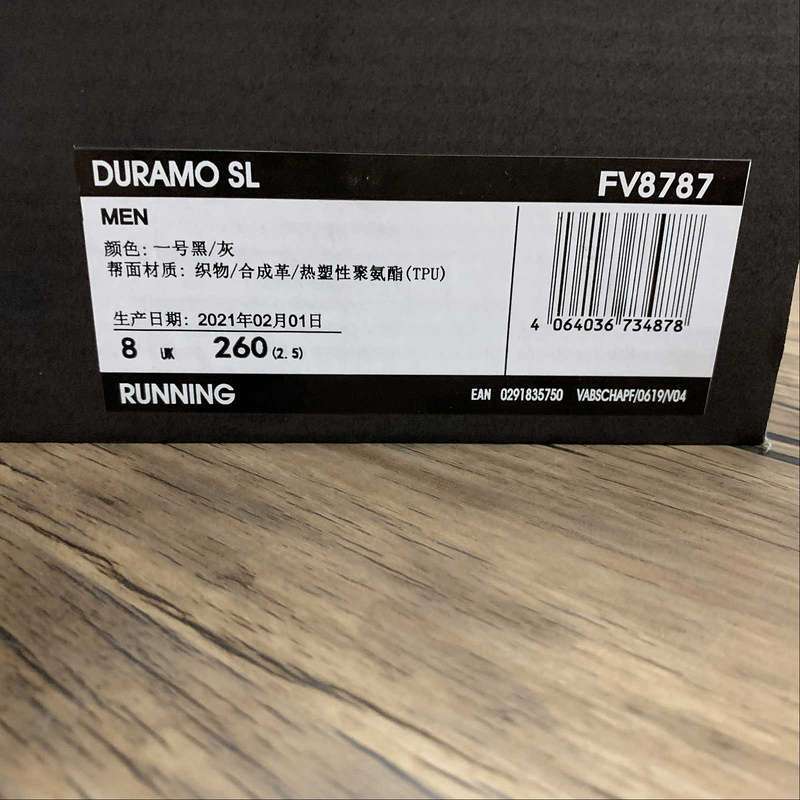 DURAMO SL FV8787
MEN
颜色: 一号黑/灰
帮面材质: 织物/合成革/热塑性聚氨酯(TPU)
生产日期: 2021年02月01日
8 UK 260(2.5)
4 064036 734878
RUNNING EAN 0291835750 VABSCHAPF/0619/V04